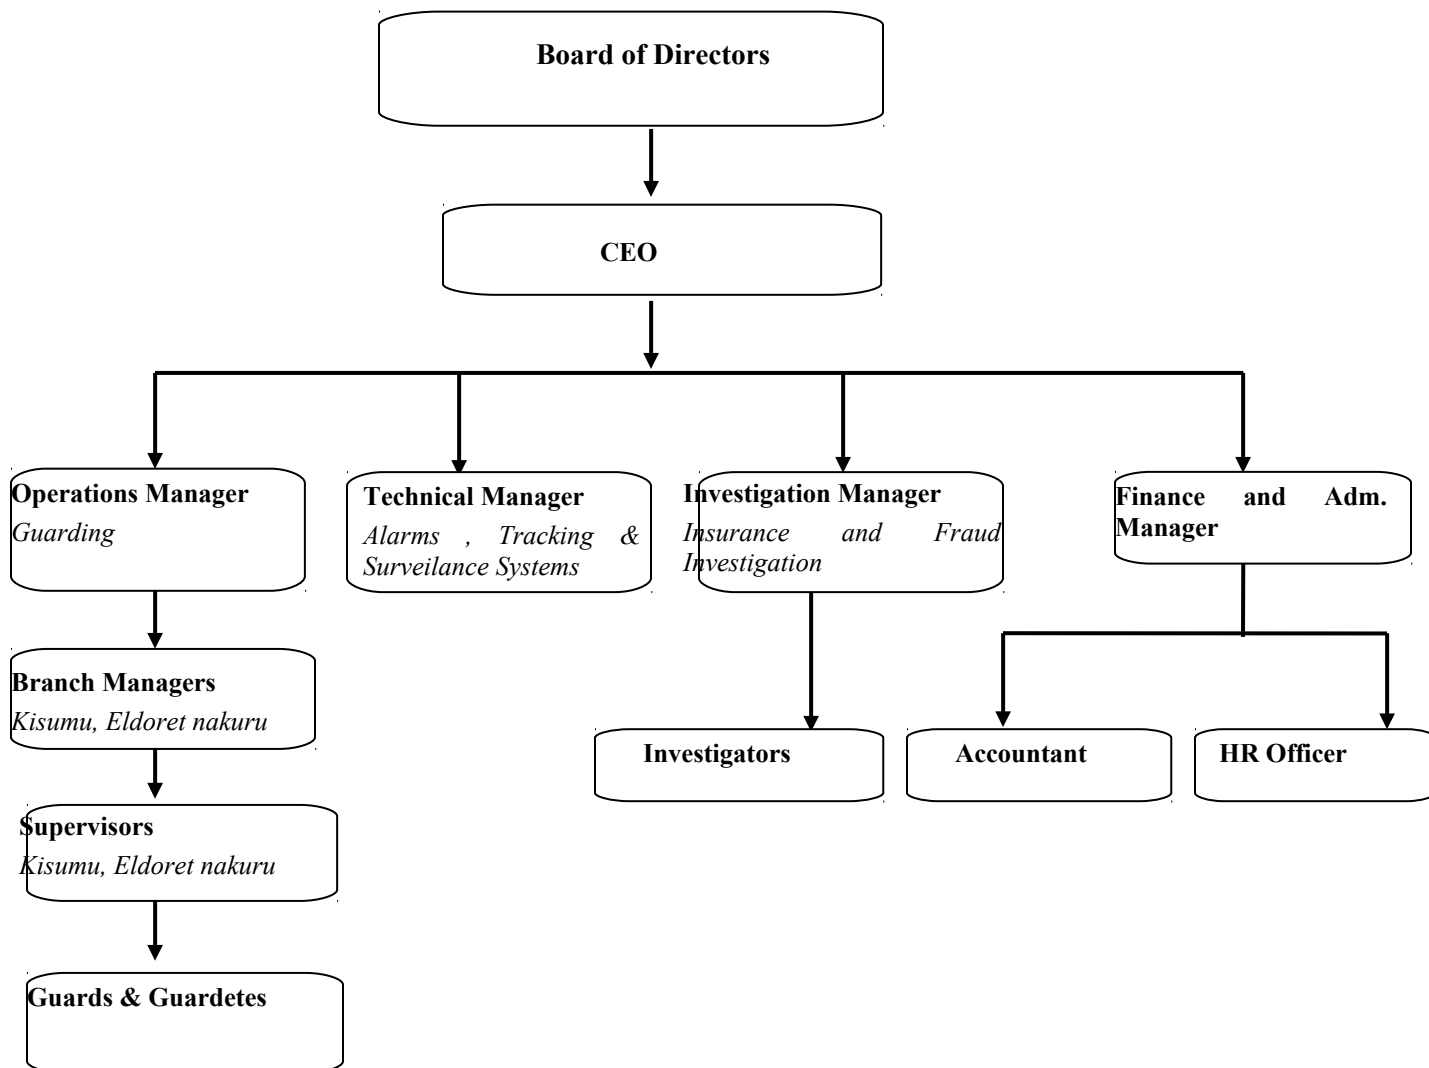 Board of Directors
CEO
Operations Manager
Guarding
Technical Manager
Alarms , Tracking &
Surveilance Systems
Investigation Manager
Insurance and Fraud
Investigation
Finance and Adm.
Manager
Branch Managers
Kisumu, Eldoret nakuru
Investigators
Accountant
HR Officer
Supervisors
Kisumu, Eldoret nakuru
Guards & Guardetes